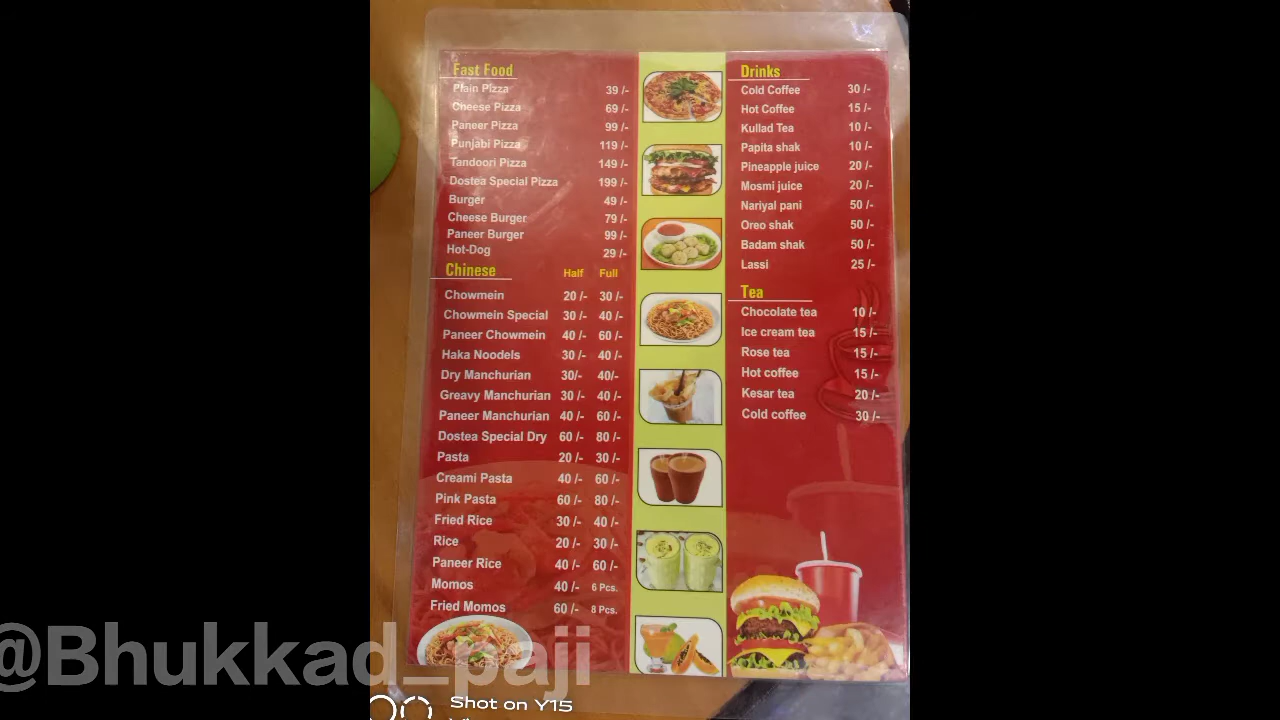 Fast Food
Plain Pizza 39 /-
Cheese Pizza 69 /-
Paneer Pizza 99 /-
Punjabi Pizza 119 /-
Tandoori Pizza 149 /-
Dostea Special Pizza 199 /-
Burger 49 /-
Cheese Burger 79 /-
Paneer Burger 99 /-
Hot-Dog 29 /-
Chinese Half Full
Chowmein 20 /- 30 /-
Chowmein Special 30 /- 40 /-
Paneer Chowmein 40 /- 60 /-
Haka Noodels 30 /- 40 /-
Dry Manchurian 30/- 40/-
Greavy Manchurian 30 /- 40 /-
Paneer Manchurian 40 /- 60 /-
Dostea Special Dry 60 /- 80 /-
Pasta 20 /- 30 /-
Creami Pasta 40 /- 60 /-
Pink Pasta 60 /- 80 /-
Fried Rice 30 /- 40 /-
Rice 20 /- 30 /-
Paneer Rice 40 /- 60 /-
Momos 40 /- 6 Pcs.
Fried Momos 60 /- 8 Pcs.
Drinks
Cold Coffee 30 /-
Hot Coffee 15 /-
Kullad Tea 10 /-
Papita shak 10 /-
Pineapple juice 20 /-
Mosmi juice 20 /-
Nariyal pani 50 /-
Oreo shak 50 /-
Badam shak 50 /-
Lassi 25 /-
Tea
Chocolate tea 10 /-
Ice cream tea 15 /-
Rose tea 15 /-
Hot coffee 15 /-
Kesar tea 20 /-
Cold coffee 30 /-
@Bhukkad_paji
Shot on Y15